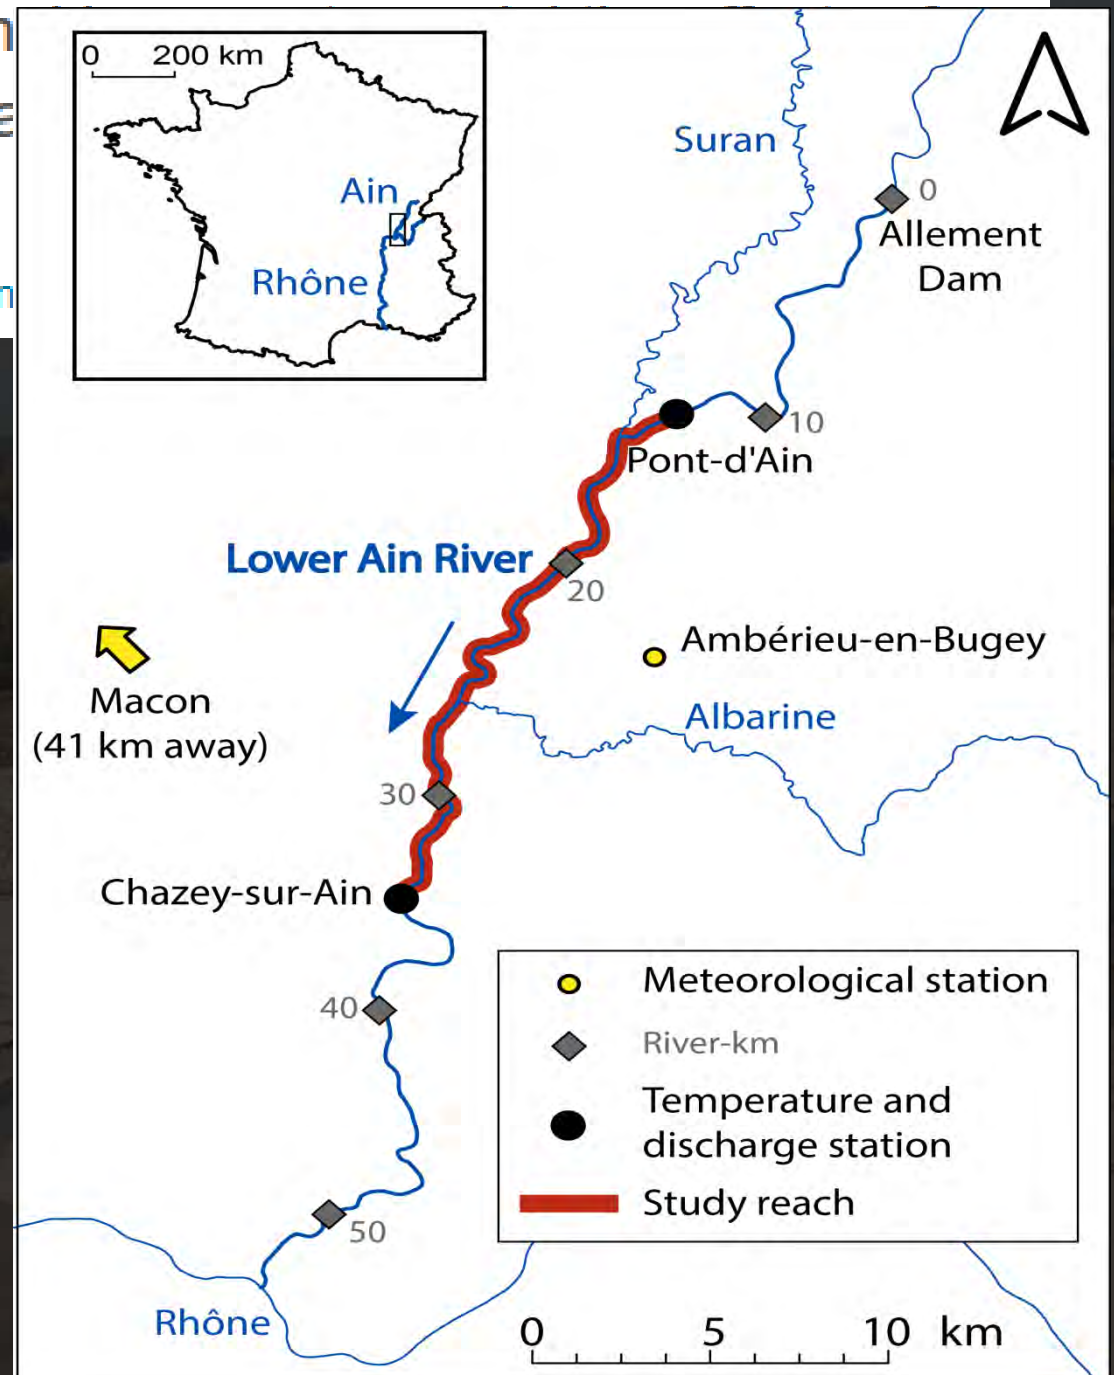 0 200 km
Ain
Rhône
Suran
0
Allement
Dam
10
Pont-d'Ain
Lower Ain River
20
Ambérieu-en-Bugey
Macon
(41 km away)
Albarine
30
Chazey-sur-Ain
40
Meteorological station
River-km
Temperature and
discharge station
Study reach
50
Rhône
0 5 10 km